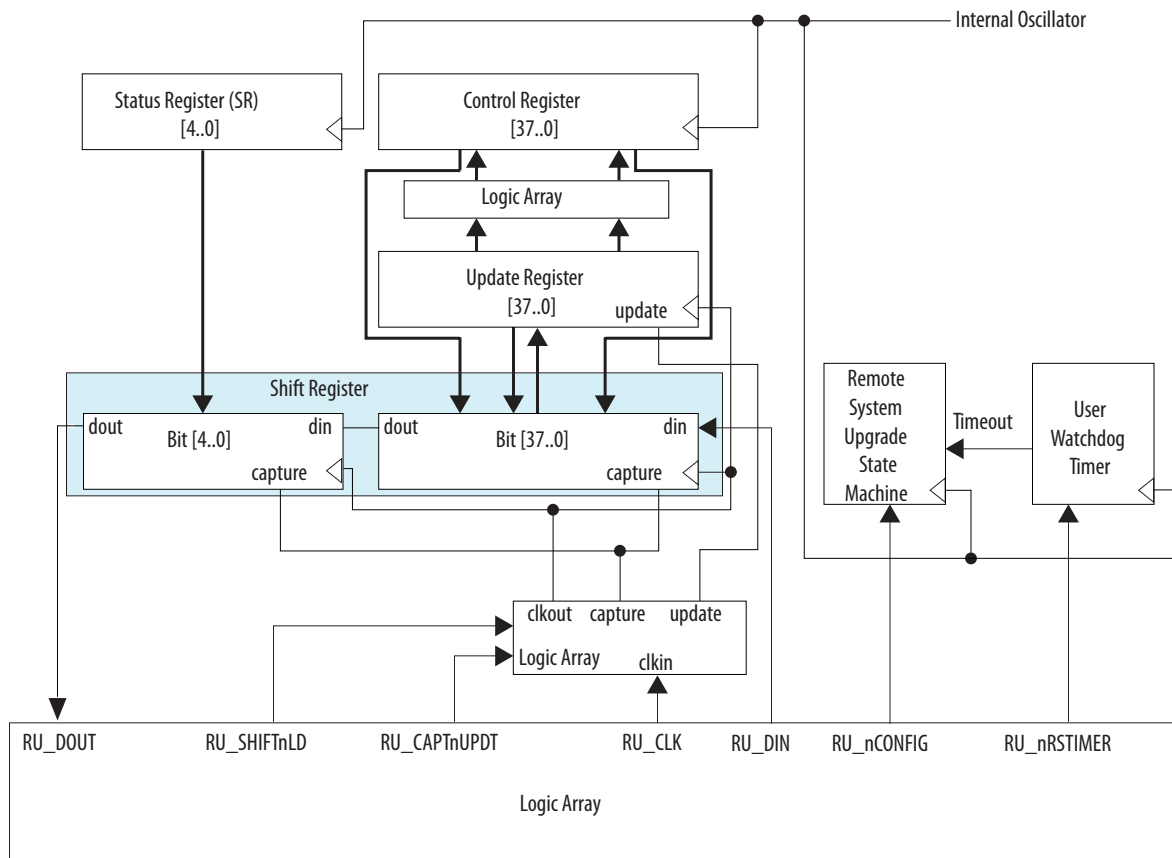 Internal Oscillator
Status Register (SR)
[4..0]
Control Register
[37..0]
Logic Array
Update Register
[37..0]
update
Shift Register
dout
Bit [4..0]
din
capture
dout
Bit [37..0]
din
capture
Remote
System
Upgrade
State
Machine
Timeout
User
Watchdog
Timer
clkout
capture
update
Logic Array
clkin
RU_DOUT
RU_SHIFTnLD
RU_CAPTnUPDT
RU_CLK
RU_DIN
RU_nCONFIG
RU_nRSTIMER
Logic Array